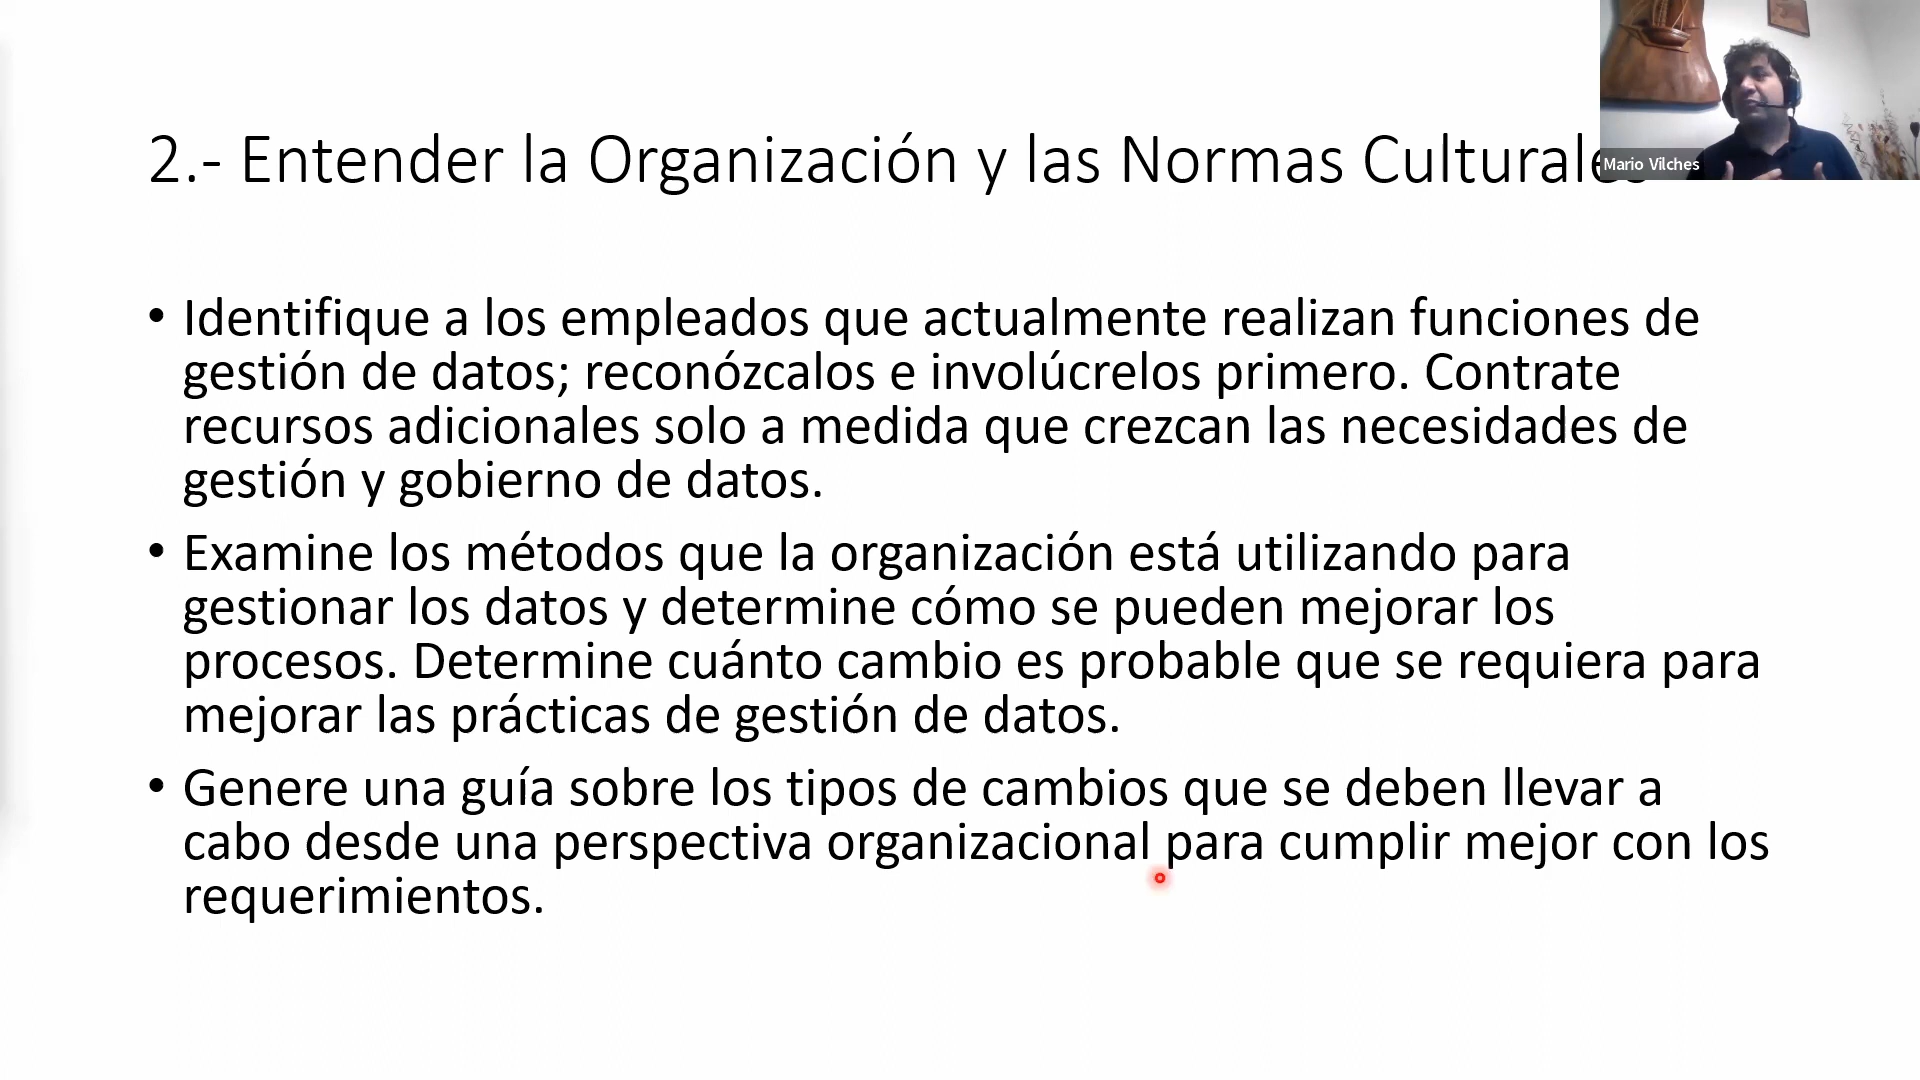 2.- Entender la Organización y las Normas Culturales
Mario Vilches
• Identifique a los empleados que actualmente realizan funciones de
gestión de datos; reconózcalos e involúcrelos primero. Contrate
recursos adicionales solo a medida que crezcan las necesidades de
gestión y gobierno de datos.
• Examine los métodos que la organización está utilizando para
gestionar los datos y determine cómo se pueden mejorar los
procesos. Determine cuánto cambio es probable que se requiera para
mejorar las prácticas de gestión de datos.
• Genere una guía sobre los tipos de cambios que se deben llevar a
cabo desde una perspectiva organizacional para cumplir mejor con los
requerimientos.